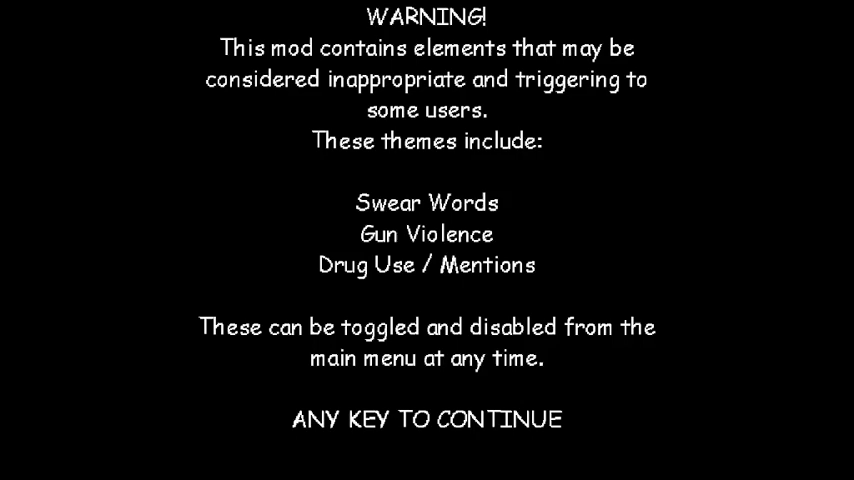 WARNING!
This mod contains elements that may be
considered inappropriate and triggering to
some users.
These themes include:
Swear Words
Gun Violence
Drug Use / Mentions
These can be toggled and disabled from the
main menu at any time.
ANY KEY TO CONTINUE